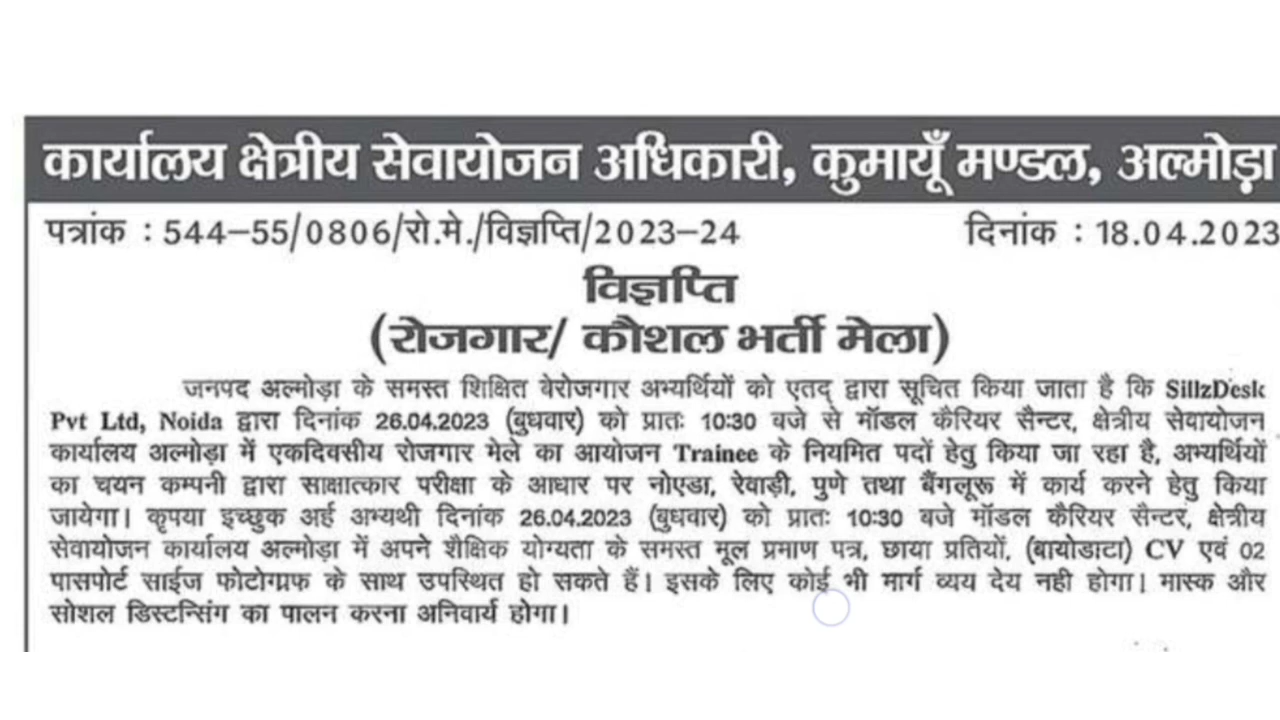 कार्यालय क्षेत्रीय सेवायोजन अधिकारी, कुमायूँ मण्डल, अल्मोड़ा
पत्रांक : 544–55/0806/रो.मे./विज्ञप्ति/2023–24 दिनांक : 18.04.2023
विज्ञप्ति
(रोजगार/ कौशल भर्ती मेला)
जनपद अल्मोड़ा के समस्त शिक्षित बेरोजगार अभ्यर्थियों को एतद् द्वारा सूचित किया जाता है कि SillzDesk
Pvt Ltd, Noida द्वारा दिनांक 26.04.2023 (बुधवार) को प्रातः 10:30 बजे से मॉडल कैरियर सैन्टर, क्षेत्रीय सेवायोजन
कार्यालय अल्मोड़ा में एकदिवसीय रोजगार मेले का आयोजन Trainee के नियमित पदों हेतु किया जा रहा है, अभ्यर्थियों
का चयन कम्पनी द्वारा साक्षात्कार परीक्षा के आधार पर नोएडा, रेवाड़ी, पुणे तथा बैंगलूरू में कार्य करने हेतु किया
जायेगा। कृपया इच्छुक अर्ह अभ्यथी दिनांक 26.04.2023 (बुधवार) को प्रातः 10:30 बजे मॉडल कैरियर सैन्टर, क्षेत्रीय
सेवायोजन कार्यालय अल्मोड़ा में अपने शैक्षिक योग्यता के समस्त मूल प्रमाण पत्र, छाया प्रतियों, (बायोडाटा) CV एवं 02
पासपोर्ट साईज फोटोग्राफ के साथ उपस्थित हो सकते हैं। इसके लिए कोई भी मार्ग व्यय देय नही होगा। मास्क और
सोशल डिस्टन्सिंग का पालन करना अनिवार्य होगा।